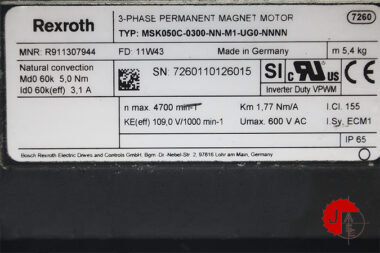 Rexroth
3-PHASE PERMANENT MAGNET MOTOR
7260
TYP: MSK050C-0300-NN-M1-UG0-NNNN
MNR: R911307944
FD: 11W43
Made in Germany
m 5,4 kg
Natural convection
Md0 60k 5,0 Nm
Id0 60k(eff) 3,1 A
SN: 7260110126015
SI
c RU US
Inverter Duty VPWM
n max. 4700 min-1
Km 1,77 Nm/A
I.Cl. 155
KE(eff) 109,0 V/1000 min-1
Umax. 600 V AC
I.Sy. ECM1
IP 65
Bosch Rexroth Electric Drives and Controls GmbH, Bgm.-Dr.-Nebel-Str. 2, 97816 Lohr am Main, Germany